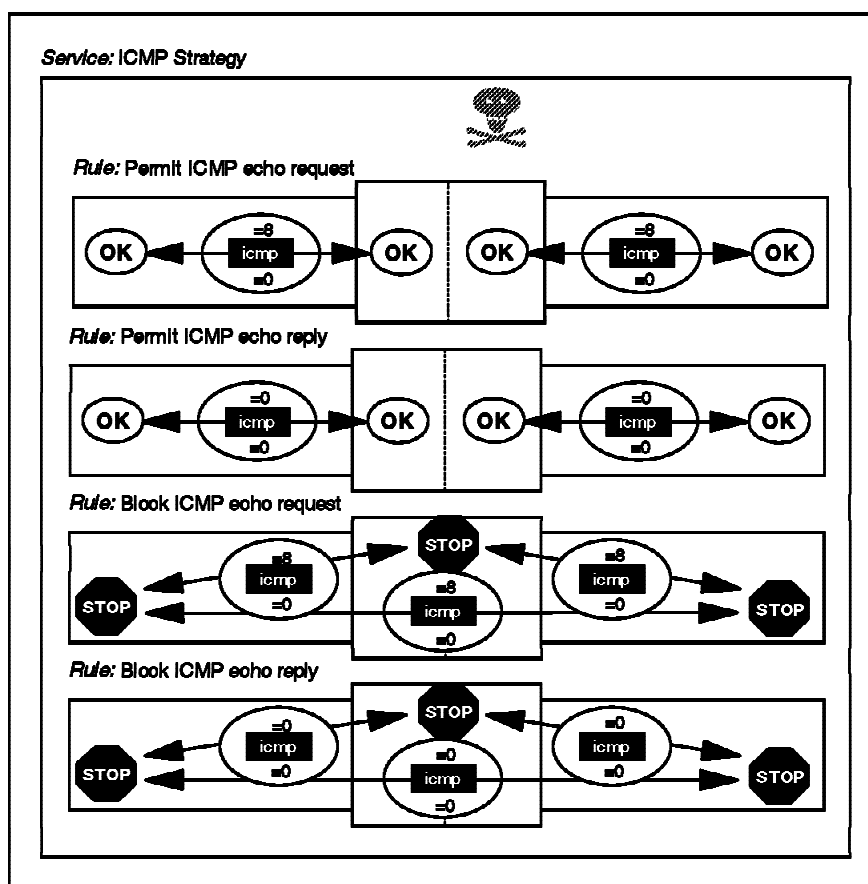 Service: ICMP Strategy
Rule: Permit ICMP echo request
=8 =8
OK icmp OK OK icmp OK
=0 =0
Rule: Permit ICMP echo reply
=0 =0
OK icmp OK OK icmp OK
=0 =0
Rule: Block ICMP echo request
STOP
=8 =8
icmp icmp
=8
STOP =0 icmp =0 STOP
=0
Rule: Block ICMP echo reply
STOP
=0 =0
icmp icmp
=0
STOP =0 icmp =0 STOP
=0